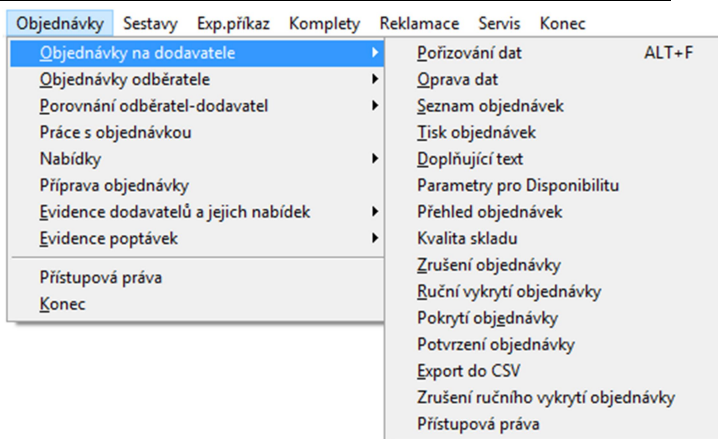 Objednávky Sestavy Exp.příkaz Komplety Reklamace Servis Konec
Objednávky na dodavatele
Objednávky odběratele
Porovnání odběratel-dodavatel
Práce s objednávkou
Nabídky
Příprava objednávky
Evidence dodavatelů a jejich nabídek
Evidence poptávek
Přístupová práva
Konec
Pořizování dat ALT+F
Oprava dat
Seznam objednávek
Tisk objednávek
Doplňující text
Parametry pro Disponibilitu
Přehled objednávek
Kvalita skladu
Zrušení objednávky
Ruční vykrytí objednávky
Pokrytí objednávky
Potvrzení objednávky
Export do CSV
Zrušení ručního vykrytí objednávky
Přístupová práva